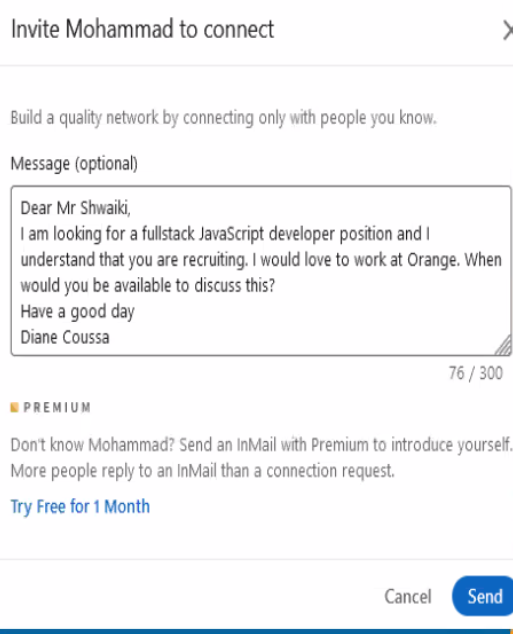 Invite Mohammad to connect
Build a quality network by connecting only with people you know.
Message (optional)
Dear Mr Shwaiki,
I am looking for a fullstack JavaScript developer position and I
understand that you are recruiting. I would love to work at Orange. When
would you be available to discuss this?
Have a good day
Diane Coussa
76 / 300
PREMIUM
Don't know Mohammad? Send an InMail with Premium to introduce yourself.
More people reply to an InMail than a connection request.
Try Free for 1 Month
Cancel Send